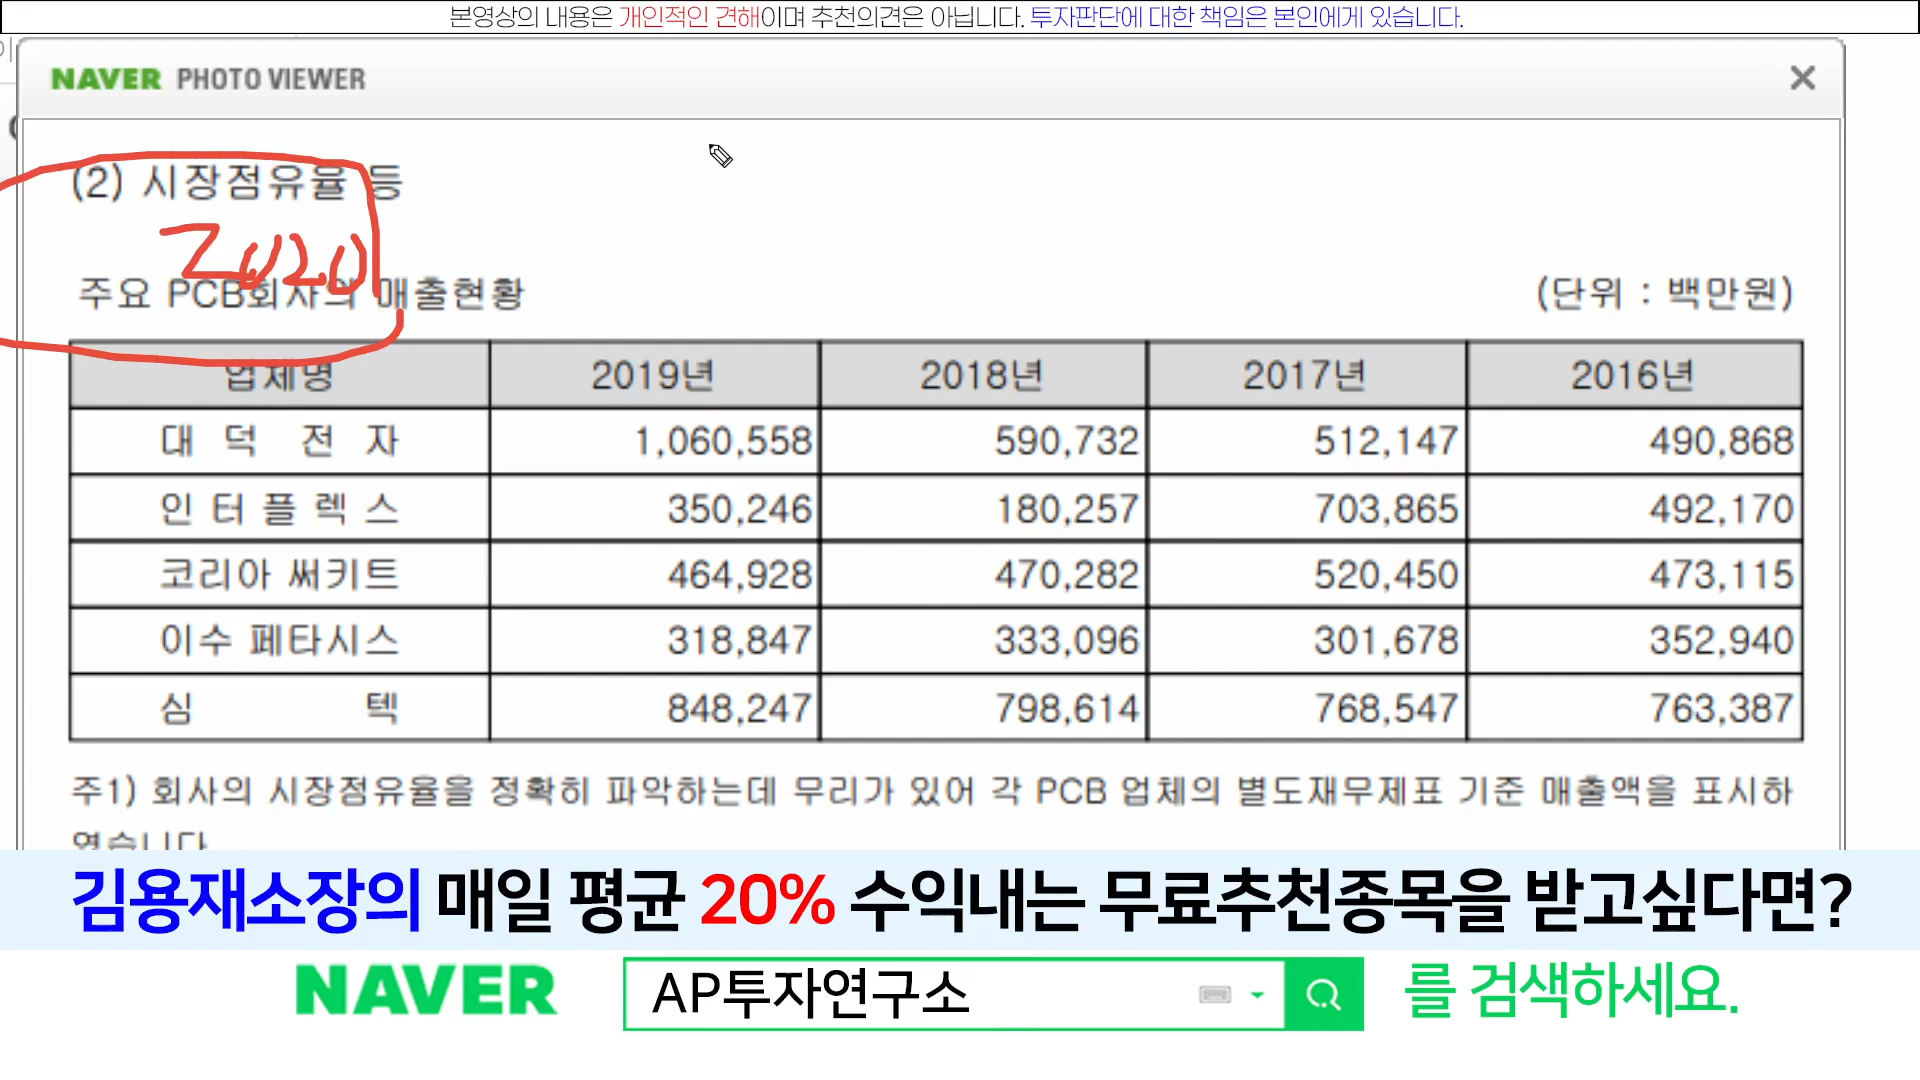 본영상의 내용은 개인적인 견해이며 추천의견은 아닙니다. 투자판단에 대한 책임은 본인에게 있습니다.
NAVER PHOTO VIEWER
(2) 시장점유율 등
2020
주요 PCB회사의 매출현황 (단위 : 백만원)
업체명 2019년 2018년 2017년 2016년
대덕전자 1,060,558 590,732 512,147 490,868
인터플렉스 350,246 180,257 703,865 492,170
코리아 써키트 464,928 470,282 520,450 473,115
이수 페타시스 318,847 333,096 301,678 352,940
심텍 848,247 798,614 768,547 763,387
주1) 회사의 시장점유율을 정확히 파악하는데 무리가 있어 각 PCB 업체의 별도재무제표 기준 매출액을 표시하
였습니다
김용재소장의 매일 평균 20% 수익내는 무료추천종목을 받고싶다면?
NAVER AP투자연구소 를 검색하세요.